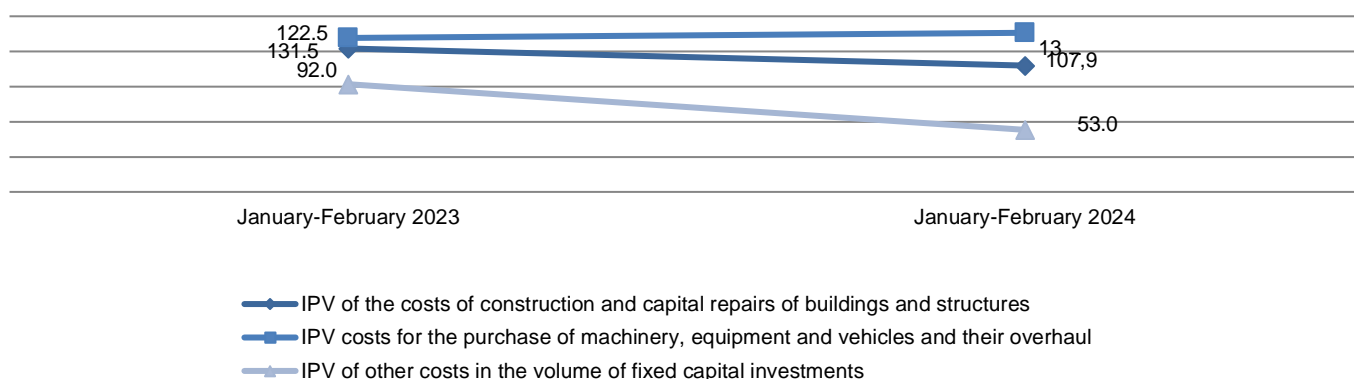 122.5
131.5
92.0
13
107,9
53.0
January-February 2023
January-February 2024
IPV of the costs of construction and capital repairs of buildings and structures
IPV costs for the purchase of machinery, equipment and vehicles and their overhaul
IPV of other costs in the volume of fixed capital investments